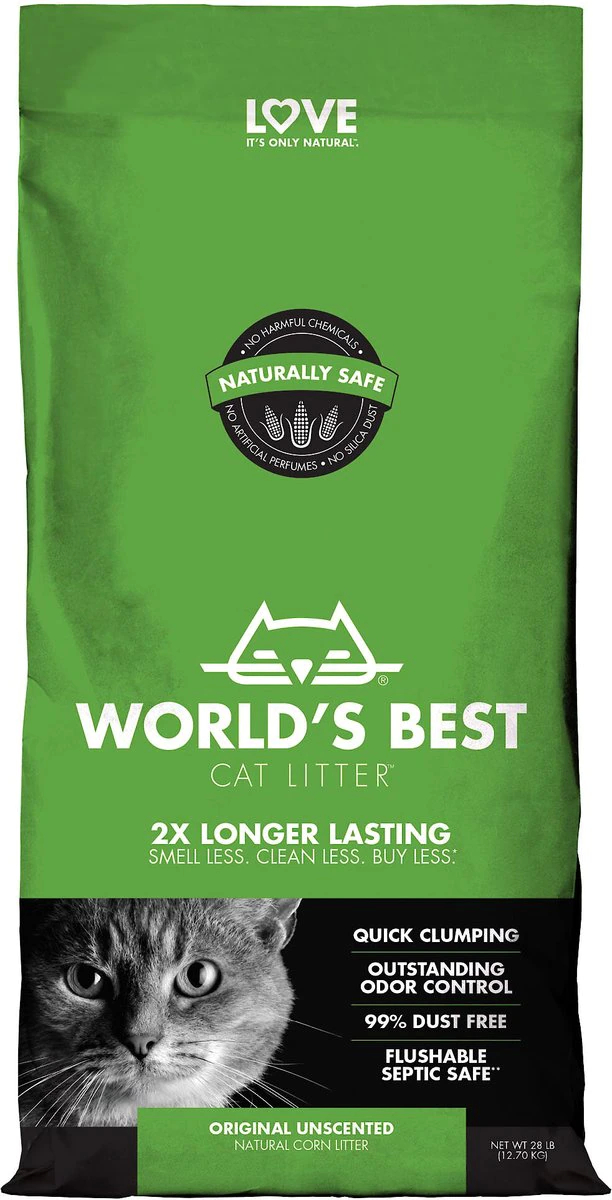 LOVE
IT'S ONLY NATURAL™.
• NO HARMFUL CHEMICALS •
NATURALLY SAFE
NO ARTIFICIAL PERFUMES • NO SILICA DUST
®
WORLD'S BEST
CAT LITTER™
2X LONGER LASTING
SMELL LESS. CLEAN LESS. BUY LESS.*
QUICK CLUMPING
OUTSTANDING
ODOR CONTROL
99% DUST FREE
FLUSHABLE
SEPTIC SAFE**
ORIGINAL UNSCENTED
NATURAL CORN LITTER
NET WT 28 LB
(12.70 KG)